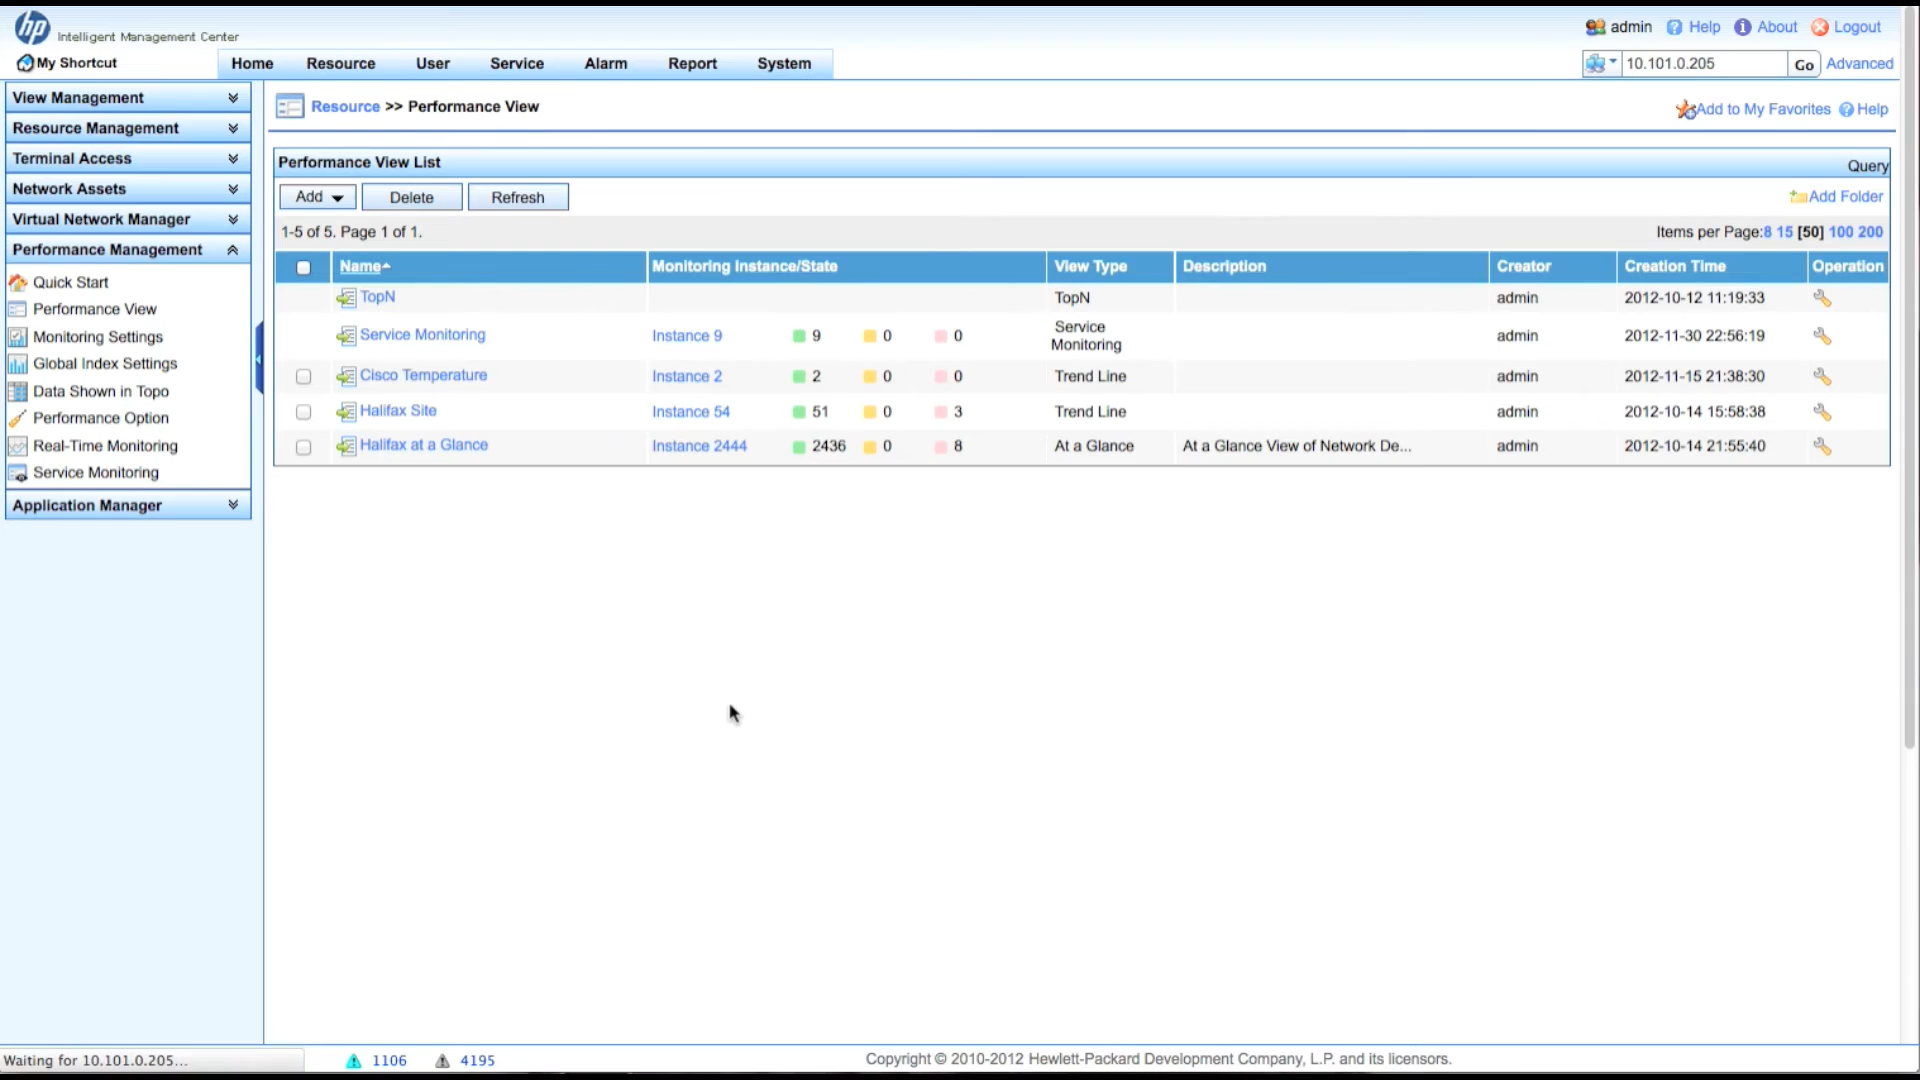 hp Intelligent Management Center
admin Help About Logout
My Shortcut
Home Resource User Service Alarm Report System
10.101.0.205 Go Advanced
View Management
Resource Management
Terminal Access
Network Assets
Virtual Network Manager
Performance Management
Quick Start
Performance View
Monitoring Settings
Global Index Settings
Data Shown in Topo
Performance Option
Real-Time Monitoring
Service Monitoring
Application Manager
Resource >> Performance View
Add to My Favorites Help
Performance View List
Query
Add Delete Refresh
Add Folder
1-5 of 5. Page 1 of 1.
Items per Page:8 15 [50] 100 200
Name Monitoring Instance/State View Type Description Creator Creation Time Operation
TopN TopN admin 2012-10-12 11:19:33
Service Monitoring Instance 9 9 0 0 Service Monitoring admin 2012-11-30 22:56:19
Cisco Temperature Instance 2 2 0 0 Trend Line admin 2012-11-15 21:38:30
Halifax Site Instance 54 51 0 3 Trend Line admin 2012-10-14 15:58:38
Halifax at a Glance Instance 2444 2436 0 8 At a Glance At a Glance View of Network De... admin 2012-10-14 21:55:40
Waiting for 10.101.0.205...
1106 4195
Copyright © 2010-2012 Hewlett-Packard Development Company, L.P. and its licensors.